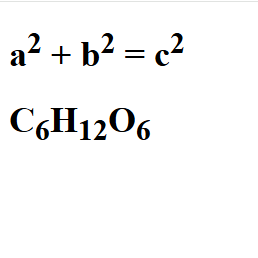 a² + b² = c²
C₆H₁₂O₆